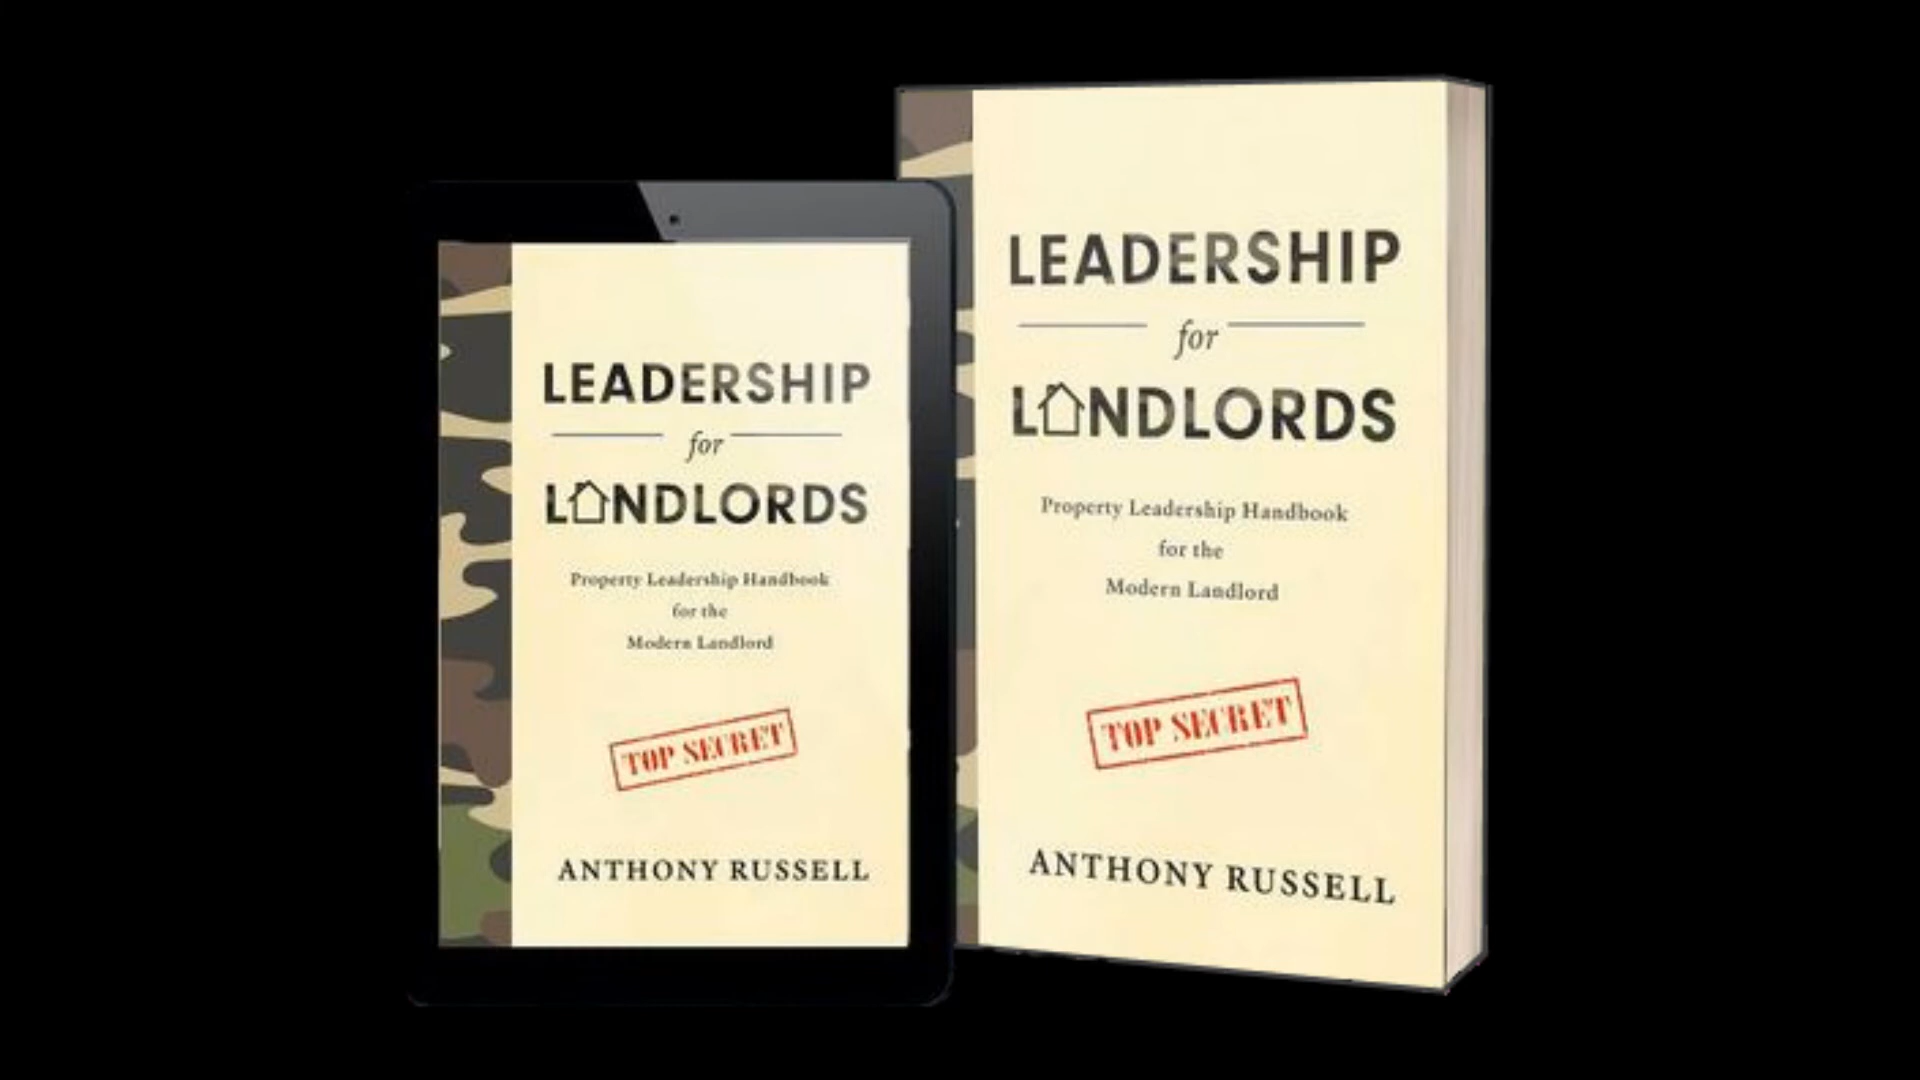 LEADERSHIP
for
LANDLORDS
Property Leadership Handbook
for the
Modern Landlord
TOP SECRET
ANTHONY RUSSELL
LEADERSHIP
for
LANDLORDS
Property Leadership Handbook
for the
Modern Landlord
TOP SECRET
ANTHONY RUSSELL